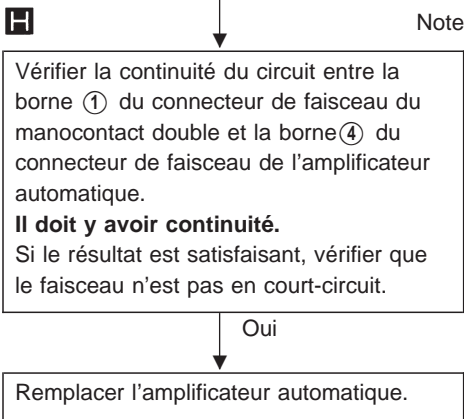 H
Note
Vérifier la continuité du circuit entre la
borne ① du connecteur de faisceau du
manocontact double et la borne④ du
connecteur de faisceau de l’amplificateur
automatique.
Il doit y avoir continuité.
Si le résultat est satisfaisant, vérifier que
le faisceau n’est pas en court-circuit.
Oui
Remplacer l’amplificateur automatique.